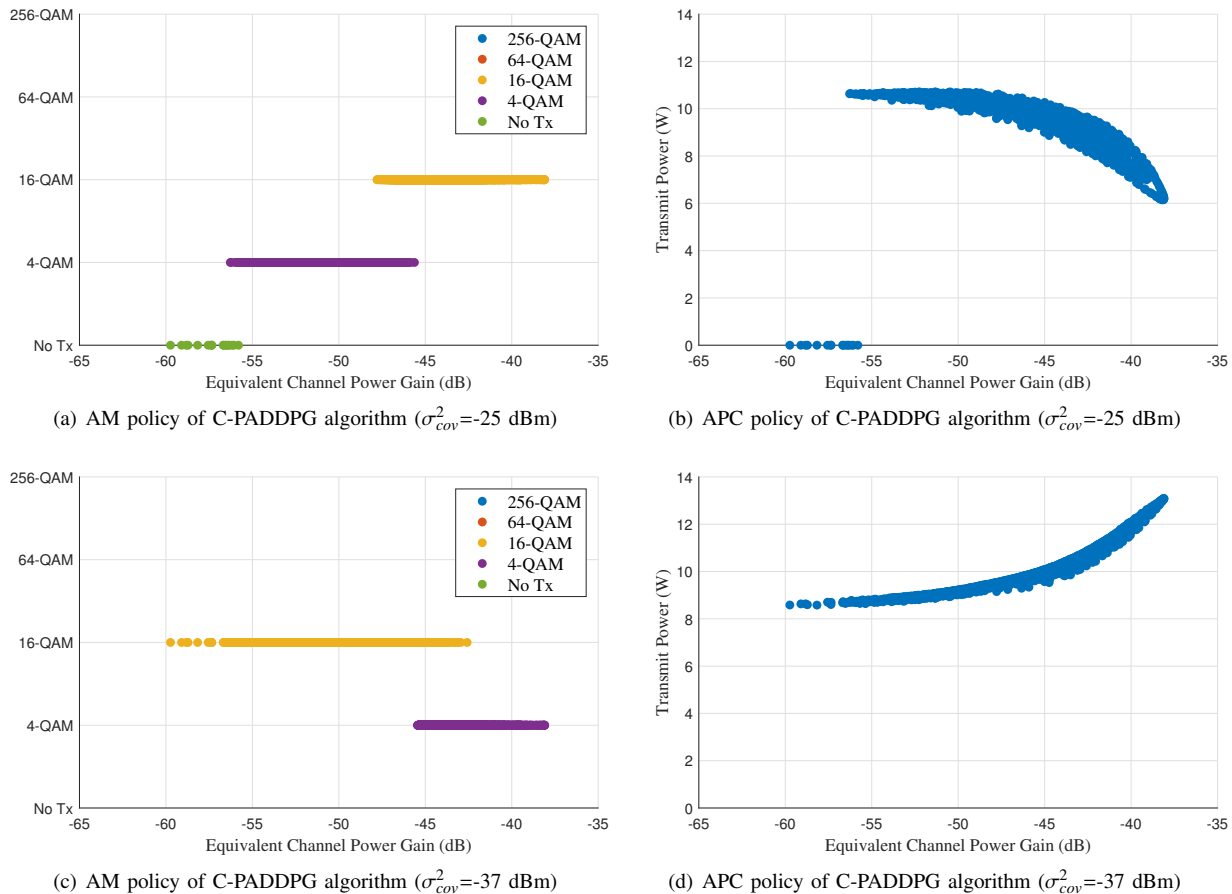 256-QAM
64-QAM
16-QAM
4-QAM
No Tx
-65 -60 -55 -50 -45 -40 -35
Equivalent Channel Power Gain (dB)
256-QAM
64-QAM
16-QAM
4-QAM
No Tx
(a) AM policy of C-PADDPG algorithm (σ²cov=-25 dBm)
14
12
10
8
6
4
2
0
Transmit Power (W)
-65 -60 -55 -50 -45 -40 -35
Equivalent Channel Power Gain (dB)
(b) APC policy of C-PADDPG algorithm (σ²cov=-25 dBm)
256-QAM
64-QAM
16-QAM
4-QAM
No Tx
-65 -60 -55 -50 -45 -40 -35
Equivalent Channel Power Gain (dB)
256-QAM
64-QAM
16-QAM
4-QAM
No Tx
(c) AM policy of C-PADDPG algorithm (σ²cov=-37 dBm)
14
12
10
8
6
4
2
0
Transmit Power (W)
-65 -60 -55 -50 -45 -40 -35
Equivalent Channel Power Gain (dB)
(d) APC policy of C-PADDPG algorithm (σ²cov=-37 dBm)